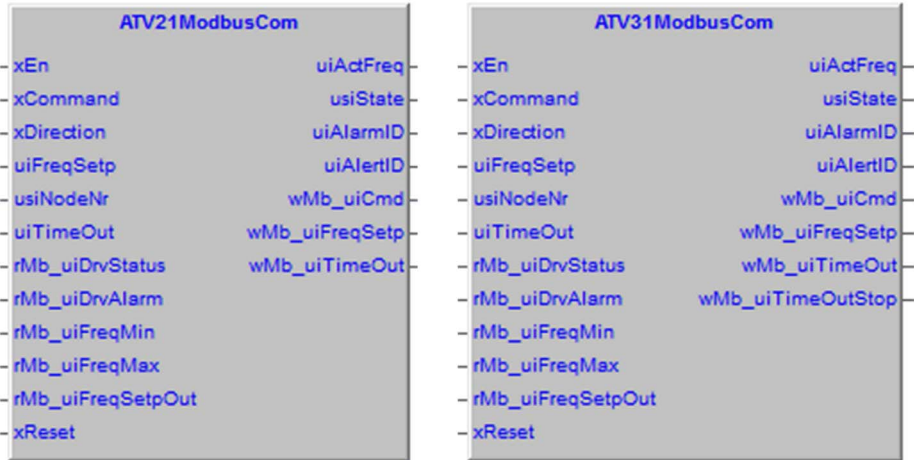 ATV21ModbusCom
xEn uiActFreq
xCommand usiState
xDirection uiAlarmID
uiFreqSetp uiAlertID
usiNodeNr wMb_uiCmd
uiTimeOut wMb_uiFreqSetp
rMb_uiDrvStatus wMb_uiTimeOut
rMb_uiDrvAlarm
rMb_uiFreqMin
rMb_uiFreqMax
rMb_uiFreqSetpOut
xReset
ATV31ModbusCom
xEn uiActFreq
xCommand usiState
xDirection uiAlarmID
uiFreqSetp uiAlertID
usiNodeNr wMb_uiCmd
uiTimeOut wMb_uiFreqSetp
rMb_uiDrvStatus wMb_uiTimeOut
rMb_uiDrvAlarm wMb_uiTimeOutStop
rMb_uiFreqMin
rMb_uiFreqMax
rMb_uiFreqSetpOut
xReset